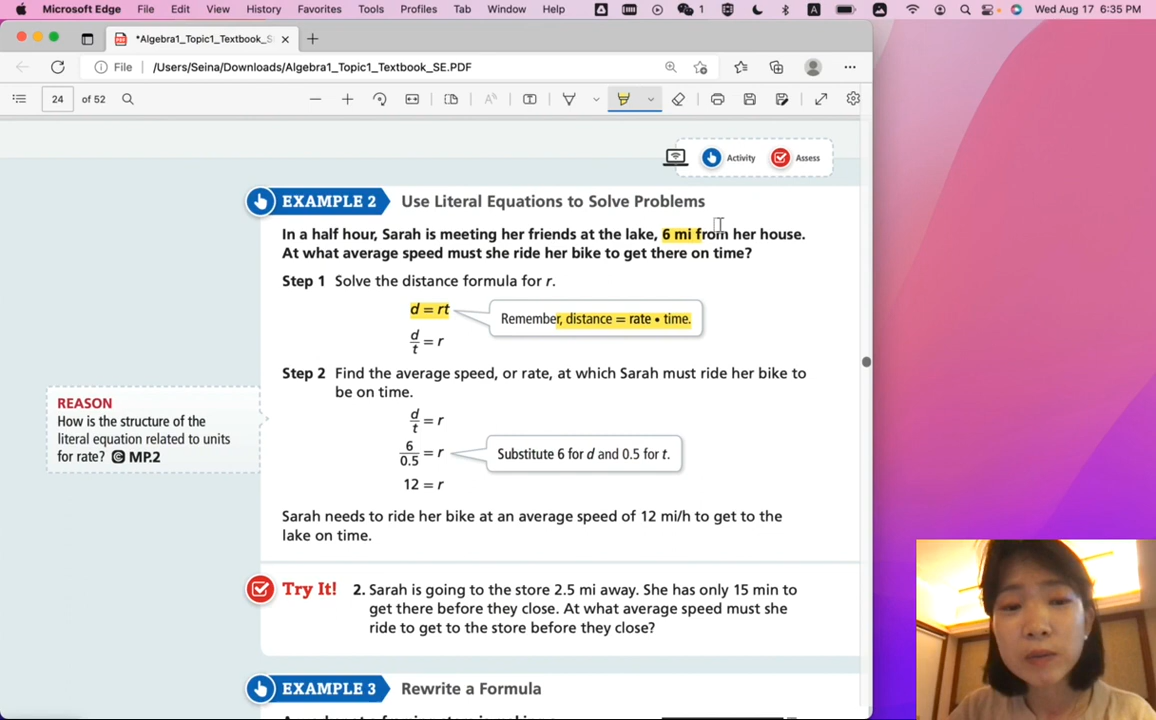 Microsoft Edge File Edit View History Favorites Tools Profiles Tab Window Help 1 A Wed Aug 17 6:35 PM
*Algebra1_Topic1_Textbook_S
File /Users/Seina/Downloads/Algebra1_Topic1_Textbook_SE.PDF
24 of 52
Activity Assess
EXAMPLE 2 Use Literal Equations to Solve Problems
In a half hour, Sarah is meeting her friends at the lake, 6 mi from her house.
At what average speed must she ride her bike to get there on time?
Step 1 Solve the distance formula for r.
d = rt
Remember, distance = rate • time.
d/t = r
Step 2 Find the average speed, or rate, at which Sarah must ride her bike to
be on time.
d/t = r
6/0.5 = r
Substitute 6 for d and 0.5 for t.
12 = r
REASON
How is the structure of the
literal equation related to units
for rate? MP.2
Sarah needs to ride her bike at an average speed of 12 mi/h to get to the
lake on time.
Try It! 2. Sarah is going to the store 2.5 mi away. She has only 15 min to
get there before they close. At what average speed must she
ride to get to the store before they close?
EXAMPLE 3 Rewrite a Formula